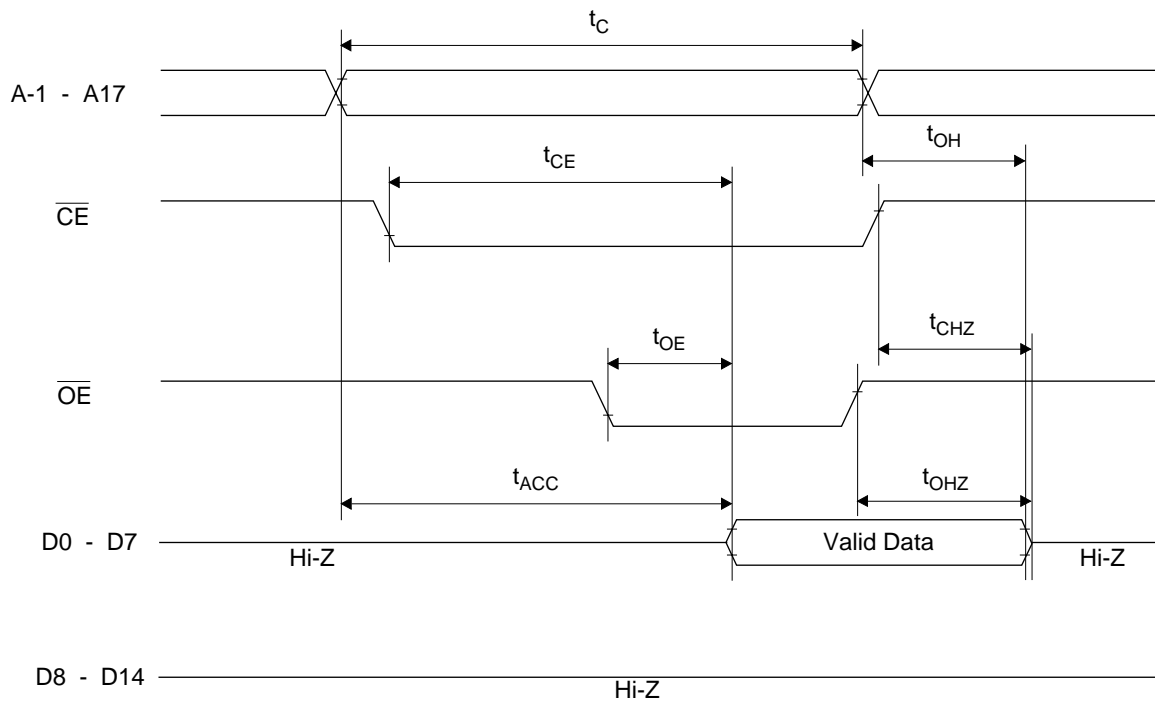 tC
A-1 - A17
tOH
tCE
CE
tCHZ
tOE
OE
tACC
tOHZ
D0 - D7
Hi-Z
Valid Data
Hi-Z
D8 - D14
Hi-Z